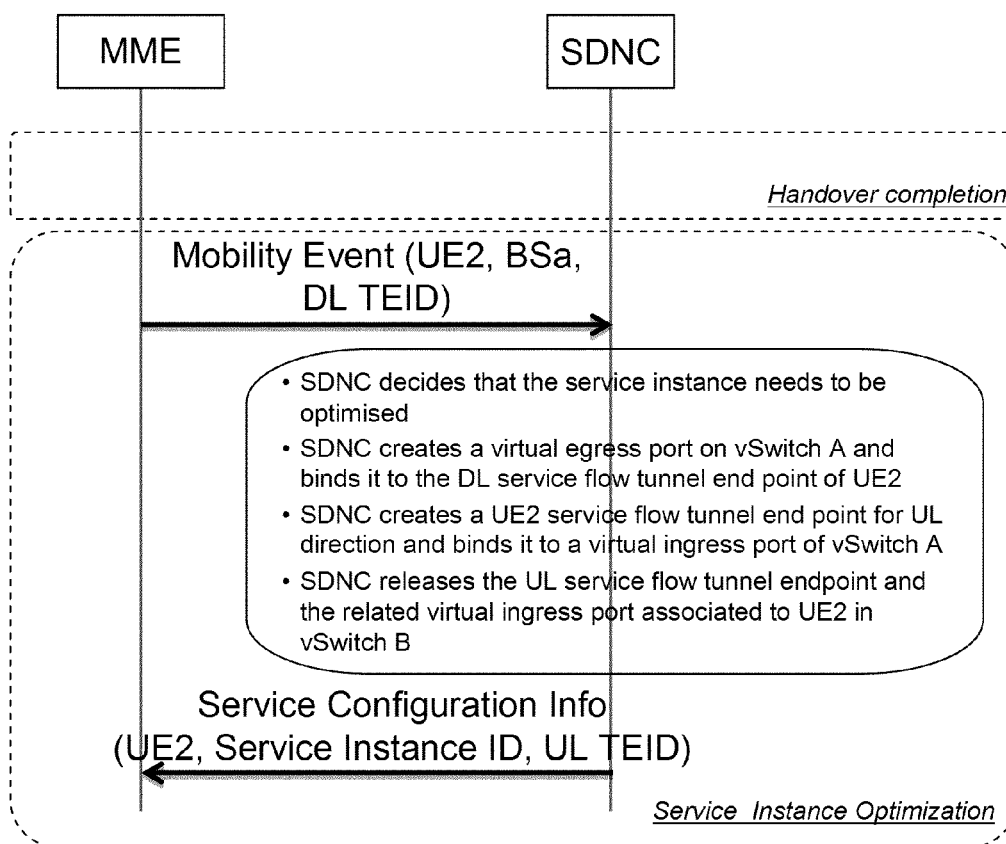 MME
SDNC
Handover completion
Mobility Event (UE2, BSa,
DL TEID)
• SDNC decides that the service instance needs to be
optimised
• SDNC creates a virtual egress port on vSwitch A and
binds it to the DL service flow tunnel end point of UE2
• SDNC creates a UE2 service flow tunnel end point for UL
direction and binds it to a virtual ingress port of vSwitch A
• SDNC releases the UL service flow tunnel endpoint and
the related virtual ingress port associated to UE2 in
vSwitch B
Service Configuration Info
(UE2, Service Instance ID, UL TEID)
Service Instance Optimization